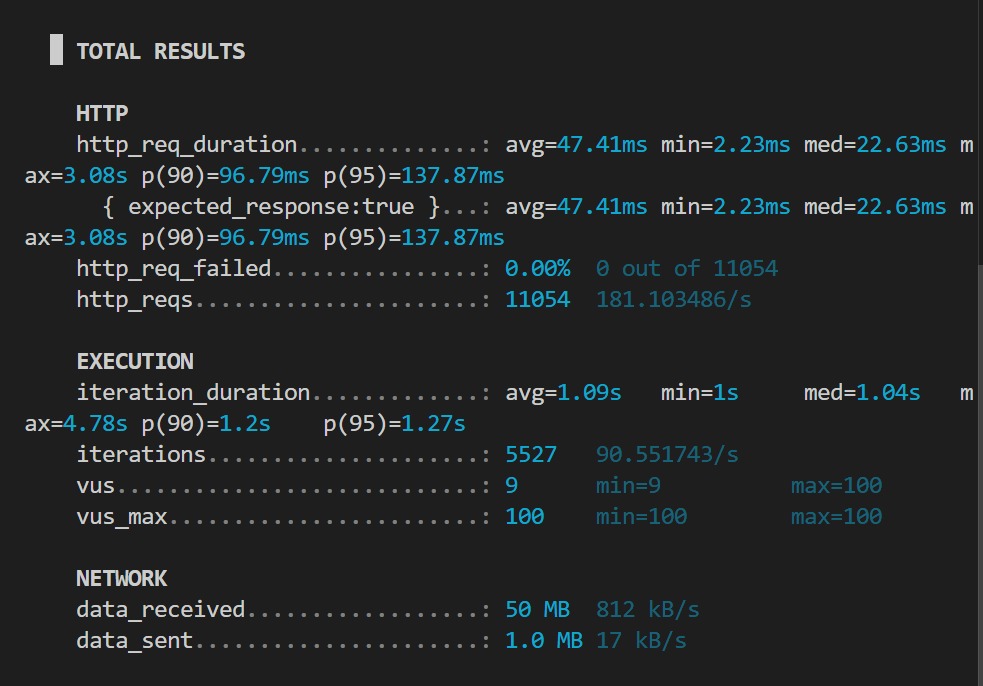 TOTAL RESULTS
HTTP
http_req_duration..............: avg=47.41ms min=2.23ms med=22.63ms m
ax=3.08s p(90)=96.79ms p(95)=137.87ms
{ expected_response:true }...: avg=47.41ms min=2.23ms med=22.63ms m
ax=3.08s p(90)=96.79ms p(95)=137.87ms
http_req_failed................: 0.00% 0 out of 11054
http_reqs......................: 11054 181.103486/s
EXECUTION
iteration_duration.............: avg=1.09s min=1s med=1.04s m
ax=4.78s p(90)=1.2s p(95)=1.27s
iterations.....................: 5527 90.551743/s
vus............................: 9 min=9 max=100
vus_max........................: 100 min=100 max=100
NETWORK
data_received..................: 50 MB 812 kB/s
data_sent......................: 1.0 MB 17 kB/s